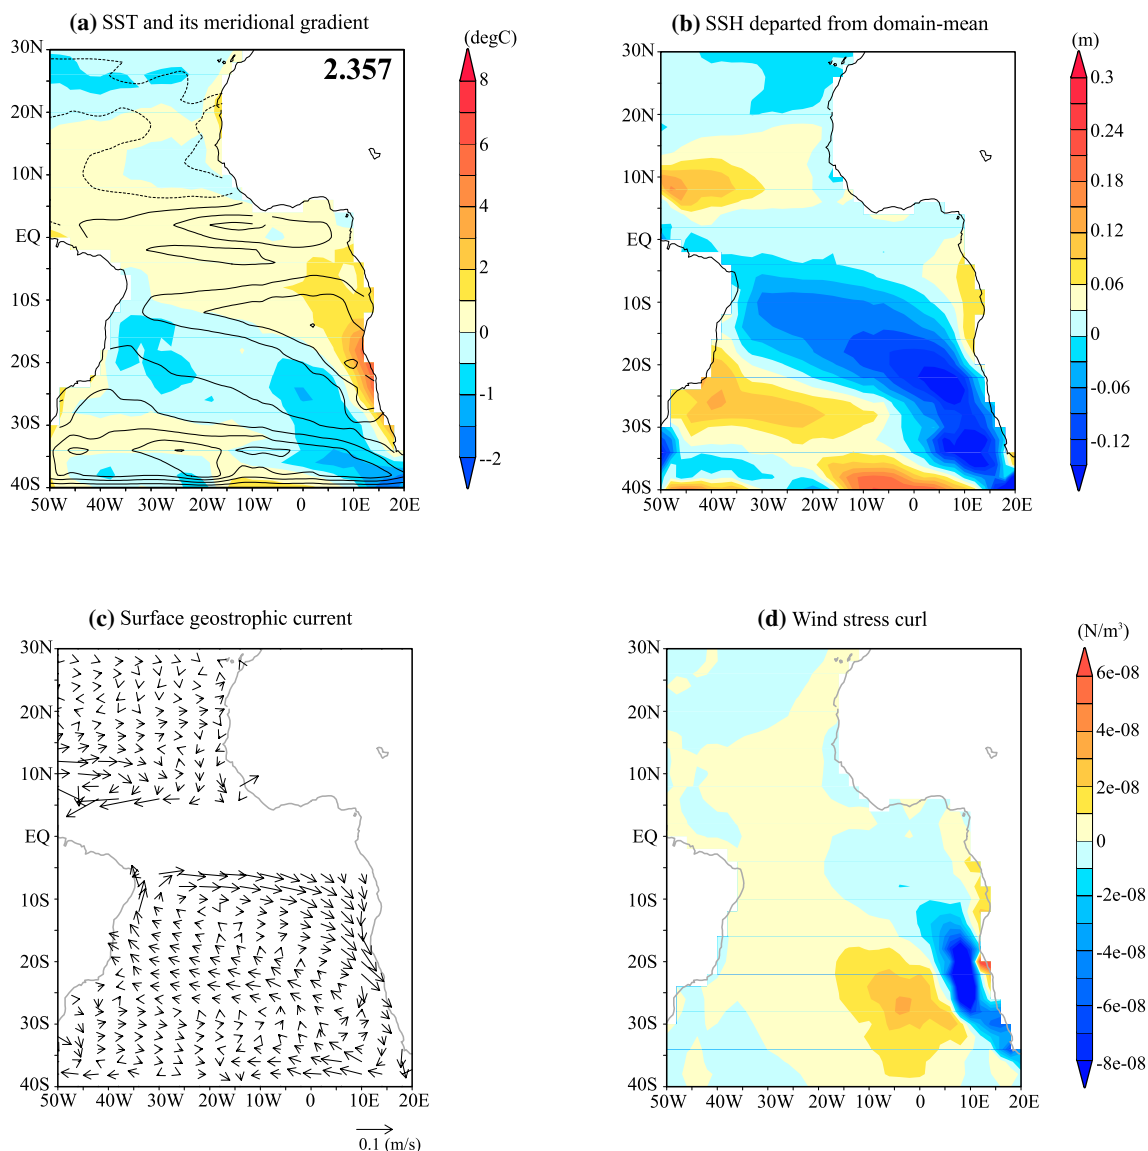 (a) SST and its meridional gradient
(degC)
2.357
30N
20N
10N
EQ
10S
20S
30S
40S
50W 40W 30W 20W 10W 0 10E 20E
8
6
4
2
0
-1
--2
(b) SSH departed from domain-mean
(m)
30N
20N
10N
EQ
10S
20S
30S
40S
50W 40W 30W 20W 10W 0 10E 20E
0.3
0.24
0.18
0.12
0.06
0
-0.06
-0.12
(c) Surface geostrophic current
30N
20N
10N
EQ
10S
20S
30S
40S
50W 40W 30W 20W 10W 0 10E 20E
0.1 (m/s)
(d) Wind stress curl
(N/m³)
30N
20N
10N
EQ
10S
20S
30S
40S
50W 40W 30W 20W 10W 0 10E 20E
6e-08
4e-08
2e-08
0
-2e-08
-4e-08
-6e-08
-8e-08